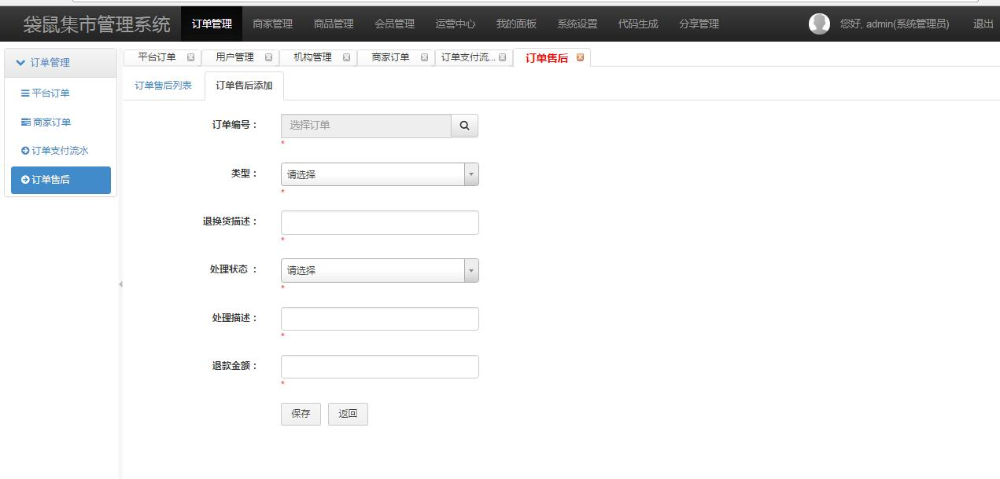 袋鼠集市管理系统 订单管理 商家管理 商品管理 会员管理 运营中心 我的面板 系统设置 代码生成 分享管理 您好, admin(系统管理员) 退出
订单管理
平台订单
商家订单
订单支付流水
订单售后
平台订单 用户管理 机构管理 商家订单 订单支付流... 订单售后
订单售后列表 订单售后添加
订单编号： 选择订单
*
类型： 请选择
*
退换货描述：
*
处理状态 ： 请选择
*
处理描述：
*
退款金额：
*
保存 返回